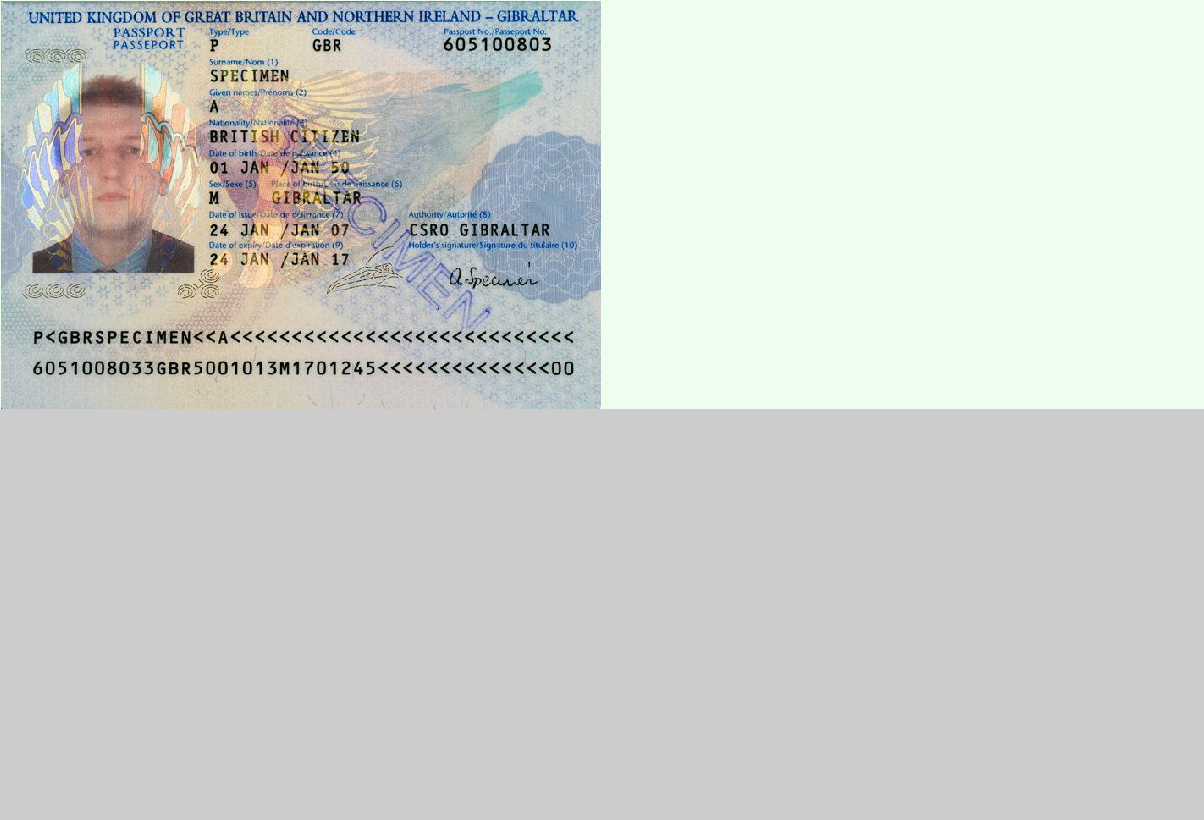 UNITED KINGDOM OF GREAT BRITAIN AND NORTHERN IRELAND – GIBRALTAR
PASSPORT
PASSEPORT
Type/Type Code/Code Passport No./Passeport No.
P GBR 605100803
Surname/Nom (1)
SPECIMEN
Given names/Prénoms (2)
A
Nationality/Nationalité (3)
BRITISH CITIZEN
Date of birth/Date de naissance (4)
01 JAN /JAN 50
Sex/Sexe (5) Place of birth/Lieu de naissance (6)
M GIBRALTAR
Date of issue/Date de délivrance (7) Authority/Autorité (8)
24 JAN /JAN 07 CSRO GIBRALTAR
Date of expiry/Date d'expiration (9) Holder's signature/Signature du titulaire (10)
24 JAN /JAN 17
A Specimen
SPECIMEN
P<GBRSPECIMEN<<A<<<<<<<<<<<<<<<<<<<<<<<<<<<<
6051008033GBR5001013M1701245<<<<<<<<<<<<<<00